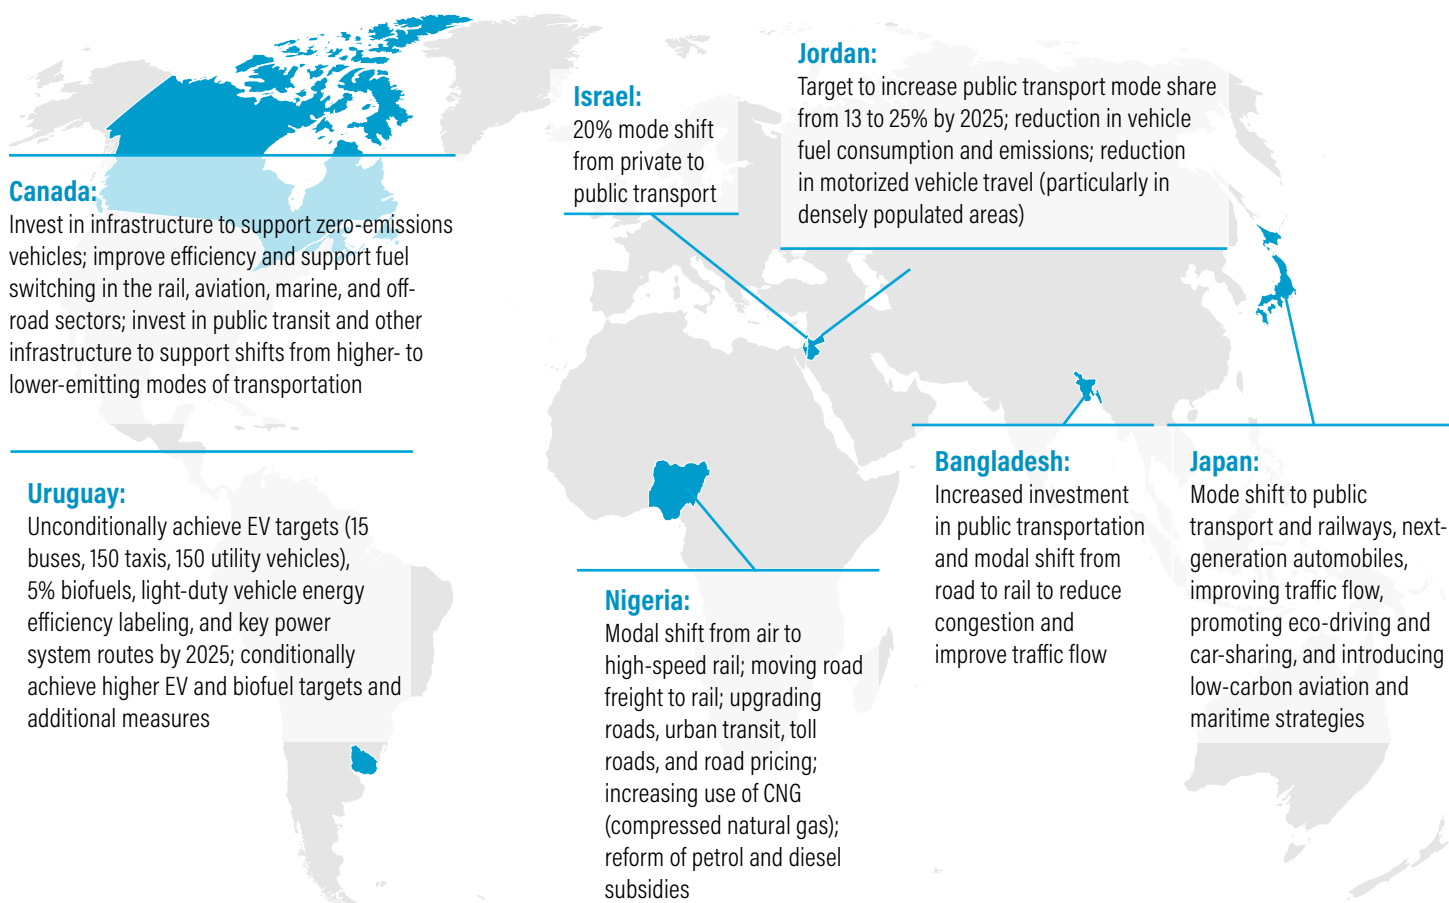 Canada:
Invest in infrastructure to support zero-emissions
vehicles; improve efficiency and support fuel
switching in the rail, aviation, marine, and off-
road sectors; invest in public transit and other
infrastructure to support shifts from higher- to
lower-emitting modes of transportation
Israel:
20% mode shift
from private to
public transport
Jordan:
Target to increase public transport mode share
from 13 to 25% by 2025; reduction in vehicle
fuel consumption and emissions; reduction
in motorized vehicle travel (particularly in
densely populated areas)
Uruguay:
Unconditionally achieve EV targets (15
buses, 150 taxis, 150 utility vehicles),
5% biofuels, light-duty vehicle energy
efficiency labeling, and key power
system routes by 2025; conditionally
achieve higher EV and biofuel targets and
additional measures
Nigeria:
Modal shift from air to
high-speed rail; moving road
freight to rail; upgrading
roads, urban transit, toll
roads, and road pricing;
increasing use of CNG
(compressed natural gas);
reform of petrol and diesel
subsidies
Bangladesh:
Increased investment
in public transportation
and modal shift from
road to rail to reduce
congestion and
improve traffic flow
Japan:
Mode shift to public
transport and railways, next-
generation automobiles,
improving traffic flow,
promoting eco-driving and
car-sharing, and introducing
low-carbon aviation and
maritime strategies